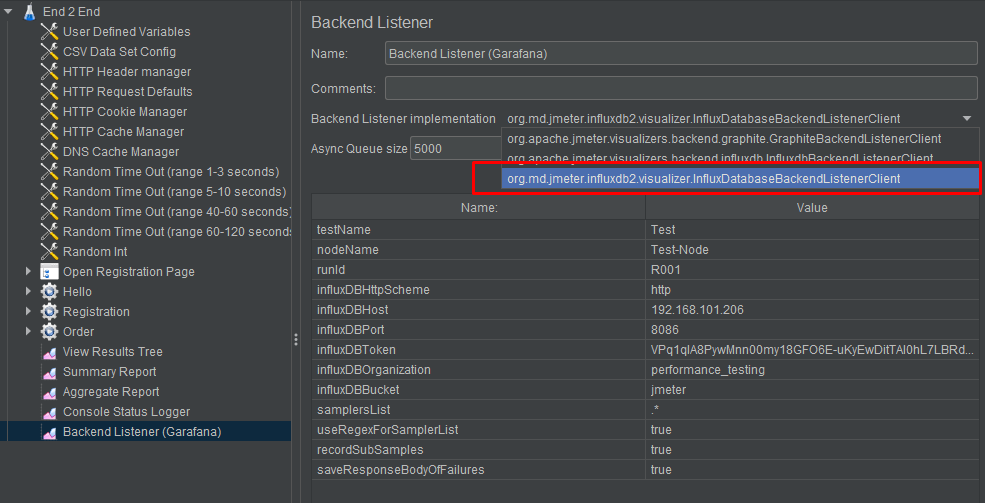 End 2 End
User Defined Variables
CSV Data Set Config
HTTP Header manager
HTTP Request Defaults
HTTP Cookie Manager
HTTP Cache Manager
DNS Cache Manager
Random Time Out (range 1-3 seconds)
Random Time Out (range 5-10 seconds)
Random Time Out (range 40-60 seconds)
Random Time Out (range 60-120 seconds
Random Int
Open Registration Page
Hello
Registration
Order
View Results Tree
Summary Report
Aggregate Report
Console Status Logger
Backend Listener (Garafana)
Backend Listener
Name: Backend Listener (Garafana)
Comments:
Backend Listener implementation org.md.jmeter.influxdb2.visualizer.InfluxDatabaseBackendListenerClient
org.apache.jmeter.visualizers.backend.graphite.GraphiteBackendListenerClient
Async Queue size 5000
org.apache.jmeter.visualizers.backend.influxdb.InfluxdbBackendListenerClient
org.md.jmeter.influxdb2.visualizer.InfluxDatabaseBackendListenerClient
Name: Value
testName Test
nodeName Test-Node
runId R001
influxDBHttpScheme http
influxDBHost 192.168.101.206
influxDBPort 8086
influxDBToken
influxDBOrganization performance_testing
influxDBBucket jmeter
samplersList .*
useRegexForSamplerList true
recordSubSamples true
saveResponseBodyOfFailures true